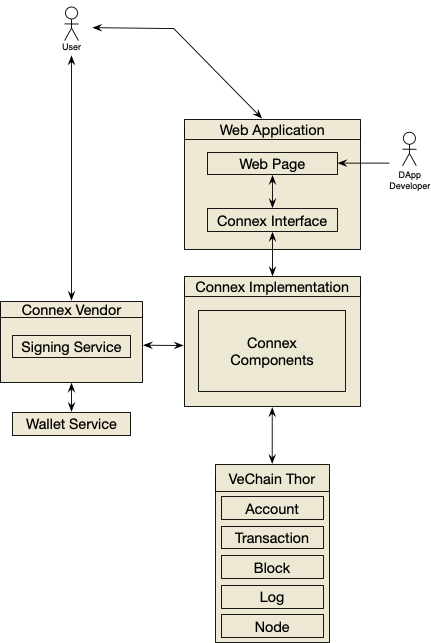 User
Web Application
Web Page
DApp
Developer
Connex Interface
Connex Implementation
Connex
Components
Connex Vendor
Signing Service
Wallet Service
VeChain Thor
Account
Transaction
Block
Log
Node